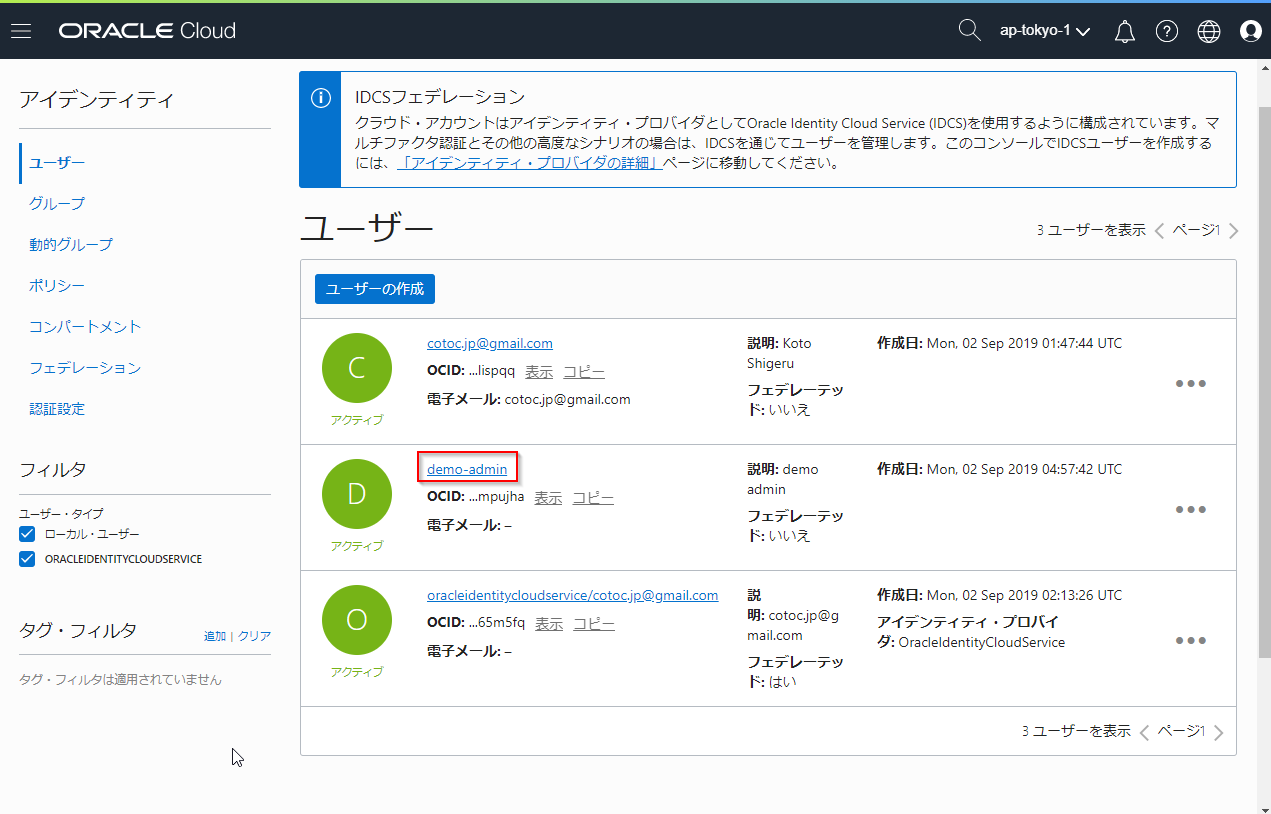 ORACLE Cloud
ap-tokyo-1
アイデンティティ
ユーザー
グループ
動的グループ
ポリシー
コンパートメント
フェデレーション
認証設定
フィルタ
ユーザー・タイプ
ローカル・ユーザー
ORACLEIDENTITYCLOUDSERVICE
タグ・フィルタ
追加 | クリア
タグ・フィルタは適用されていません
IDCSフェデレーション
クラウド・アカウントはアイデンティティ・プロバイダとしてOracle Identity Cloud Service (IDCS)を使用するように構成されています。マ
ルチファクタ認証とその他の高度なシナリオの場合は、IDCSを通じてユーザーを管理します。このコンソールでIDCSユーザーを作成する
には、「アイデンティティ・プロバイダの詳細」ページに移動してください。
ユーザー
3 ユーザーを表示 ページ1
ユーザーの作成
C
アクティブ
cotoc.jp@gmail.com
OCID: ...lispqq 表示 コピー
電子メール: cotoc.jp@gmail.com
説明: Koto
Shigeru
フェデレーテッ
ド: いいえ
作成日: Mon, 02 Sep 2019 01:47:44 UTC
D
アクティブ
demo-admin
OCID: ...mpujha 表示 コピー
電子メール: –
説明: demo
admin
フェデレーテッ
ド: いいえ
作成日: Mon, 02 Sep 2019 04:57:42 UTC
O
アクティブ
oracleidentitycloudservice/cotoc.jp@gmail.com
OCID: ...65m5fq 表示 コピー
電子メール: –
説
明: cotoc.jp@g
mail.com
フェデレーテッ
ド: はい
作成日: Mon, 02 Sep 2019 02:13:26 UTC
アイデンティティ・プロバイ
ダ: OracleIdentityCloudService
3 ユーザーを表示 ページ1